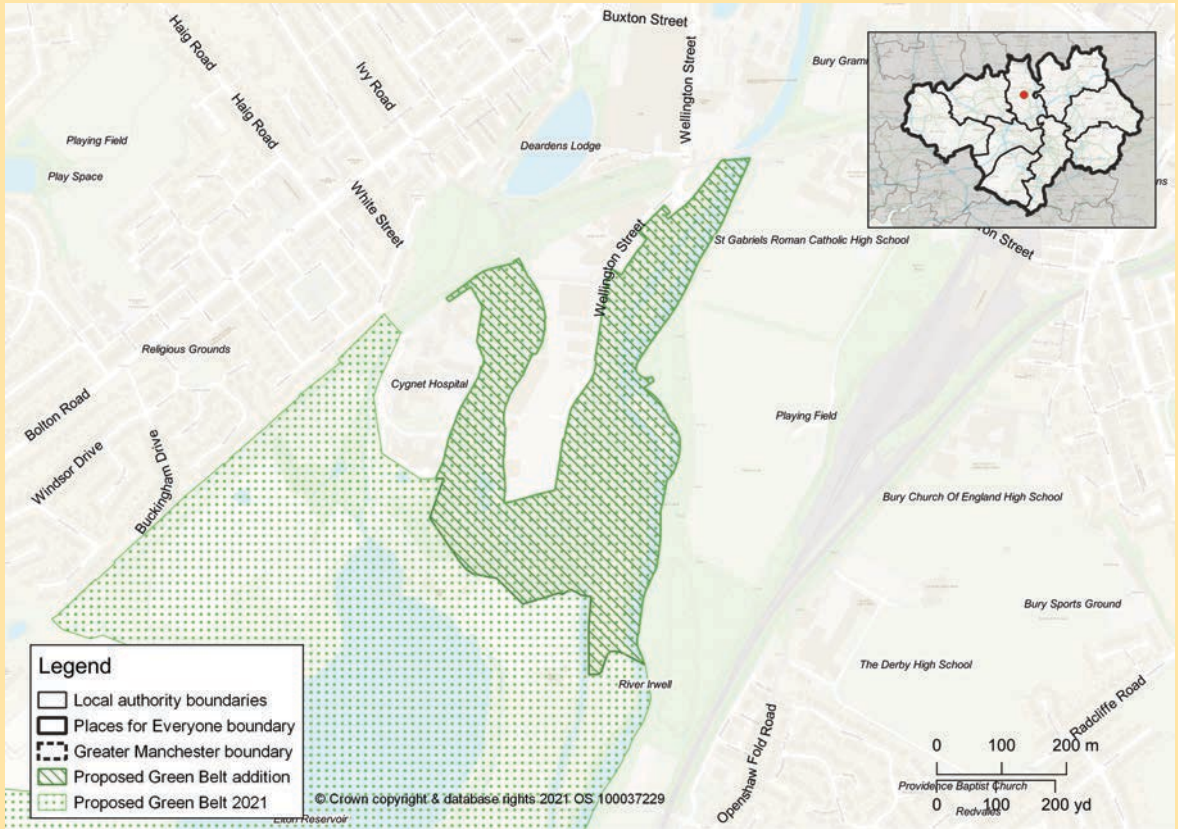 Buxton Street
Haig Road
Ivy Road
Wellington Street
Bury Gram
Haig Road
Playing Field
Deardens Lodge
Play Space
ns
White Street
St Gabriels Roman Catholic High School
on Street
Wellington Street
Religious Grounds
Cygnet Hospital
Bolton Road
Playing Field
Windsor Drive
Buckingham Drive
Bury Church Of England High School
Bury Sports Ground
The Derby High School
River Irwell
Radcliffe Road
Openshaw Fold Road
Legend
Local authority boundaries
Places for Everyone boundary
Greater Manchester boundary
Proposed Green Belt addition
Proposed Green Belt 2021
© Crown copyright & database rights 2021 OS 100037229
0 100 200 m
Providence Baptist Church
0 100 200 yd
Redvales
Elton Reservoir